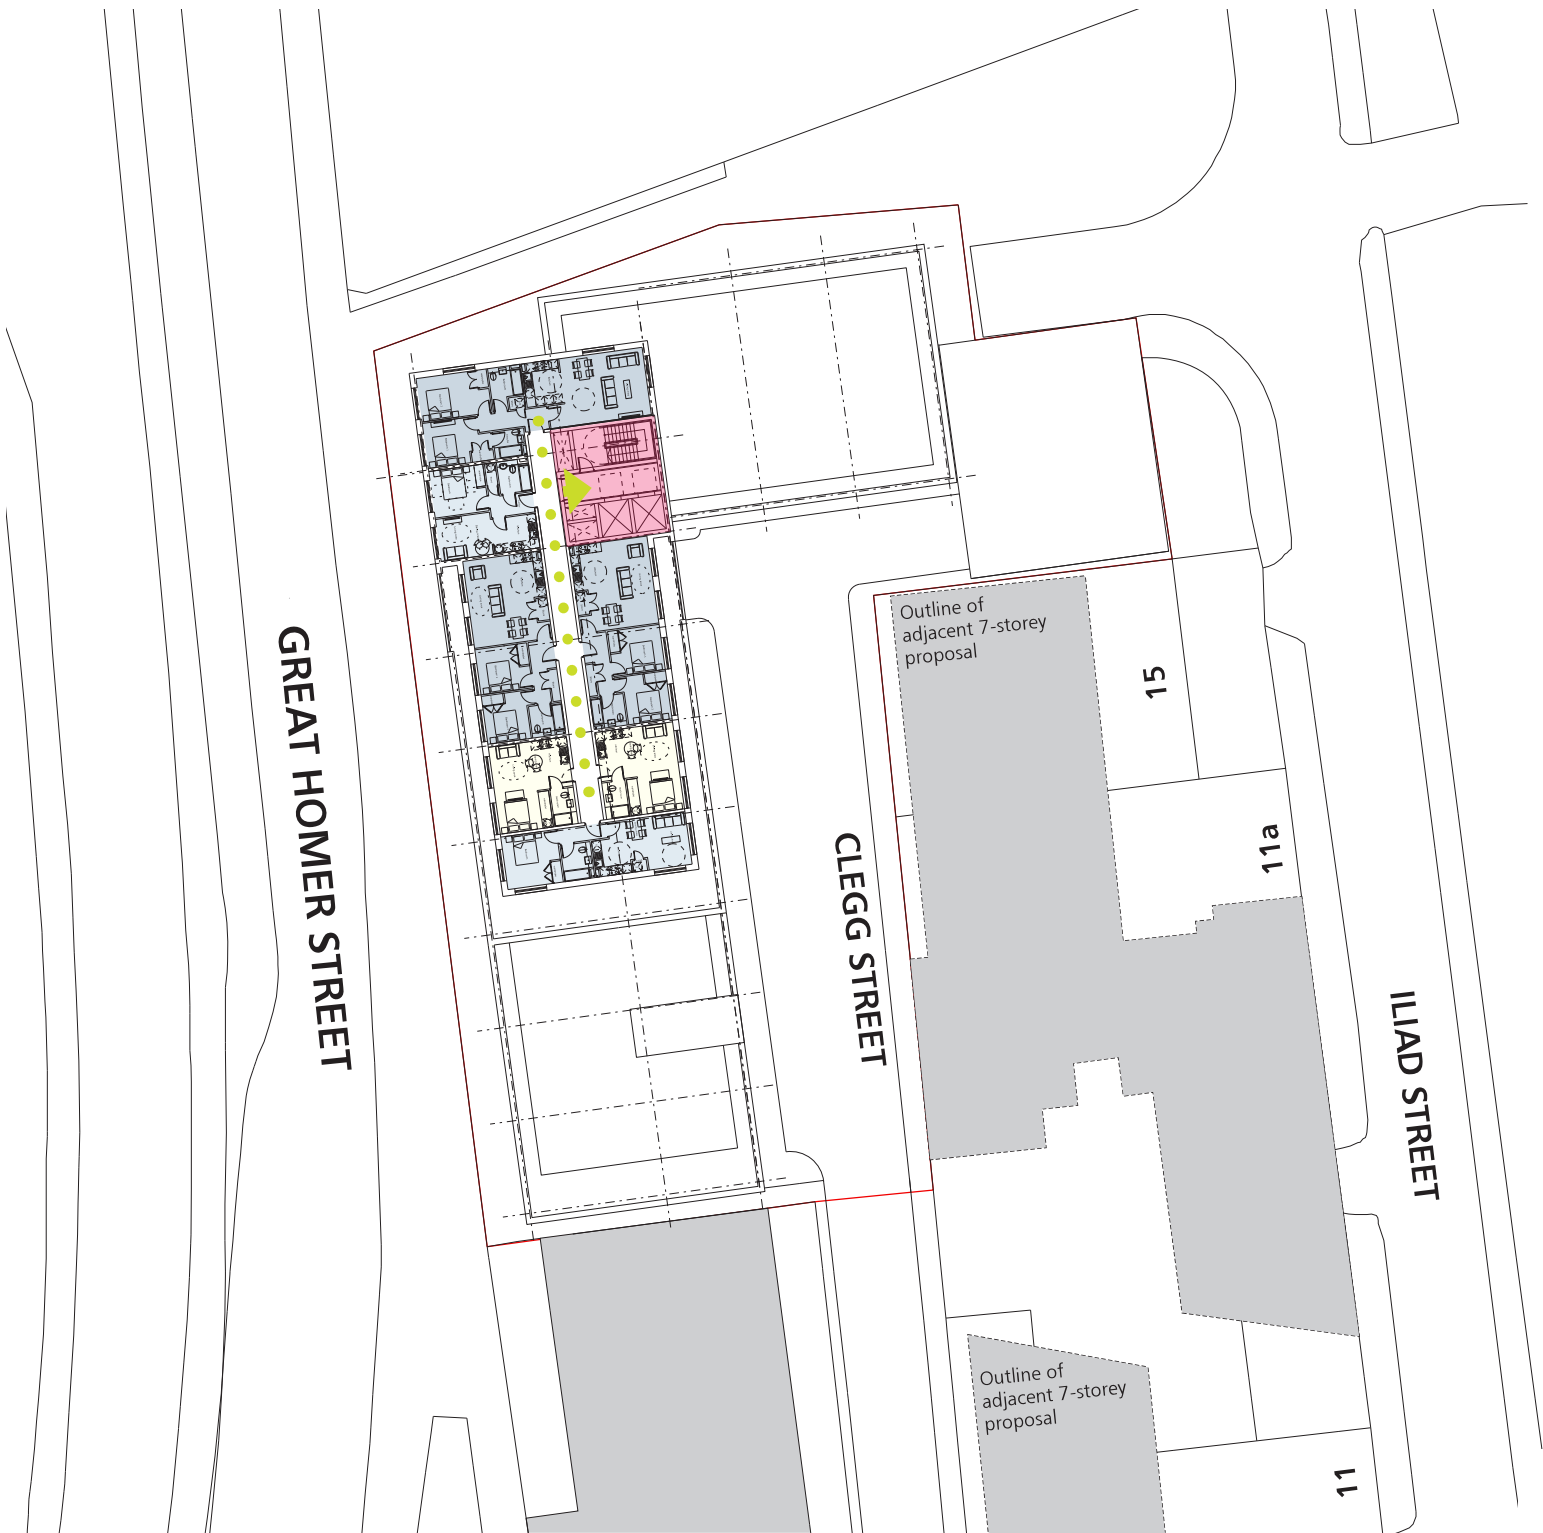 Outline of
adjacent 7-storey
proposal
15
GREAT HOMER STREET
11a
CLEGG STREET
ILIAD STREET
Outline of
adjacent 7-storey
proposal
11